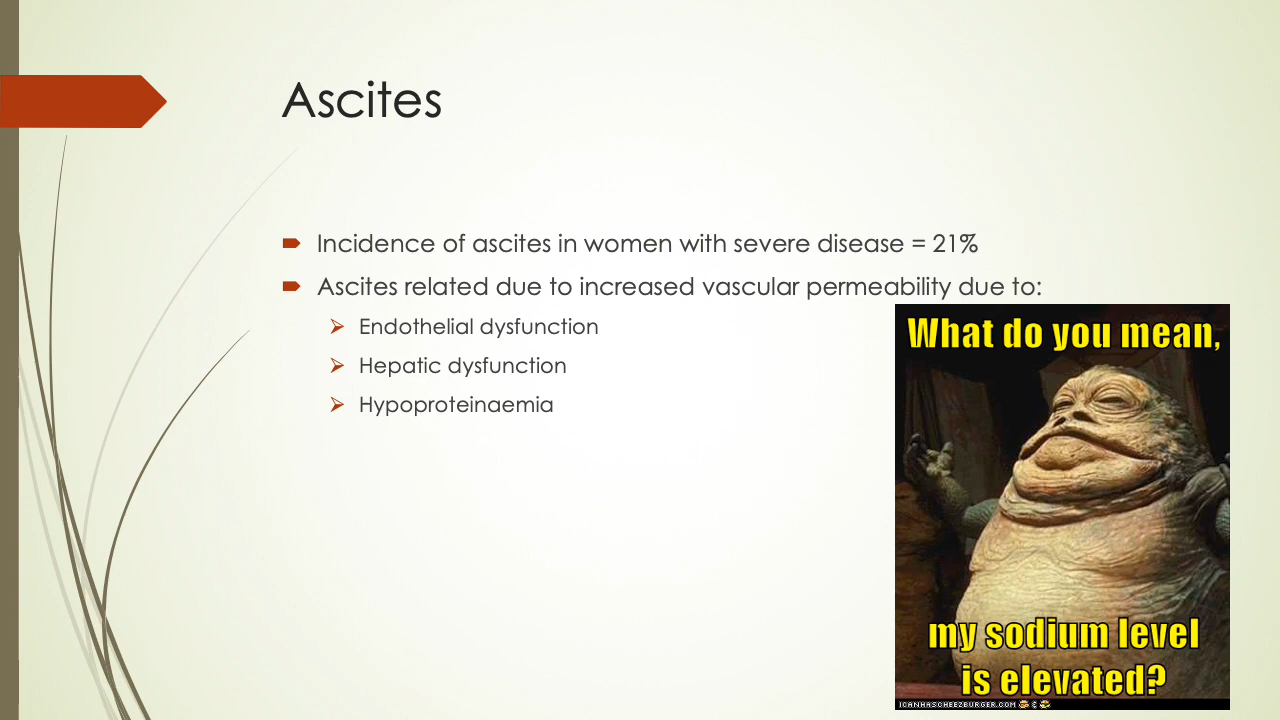 Ascites
Incidence of ascites in women with severe disease = 21%
Ascites related due to increased vascular permeability due to:
Endothelial dysfunction
Hepatic dysfunction
Hypoproteinaemia
What do you mean,
my sodium level
is elevated?
ICANHASCHEEZBURGER.COM